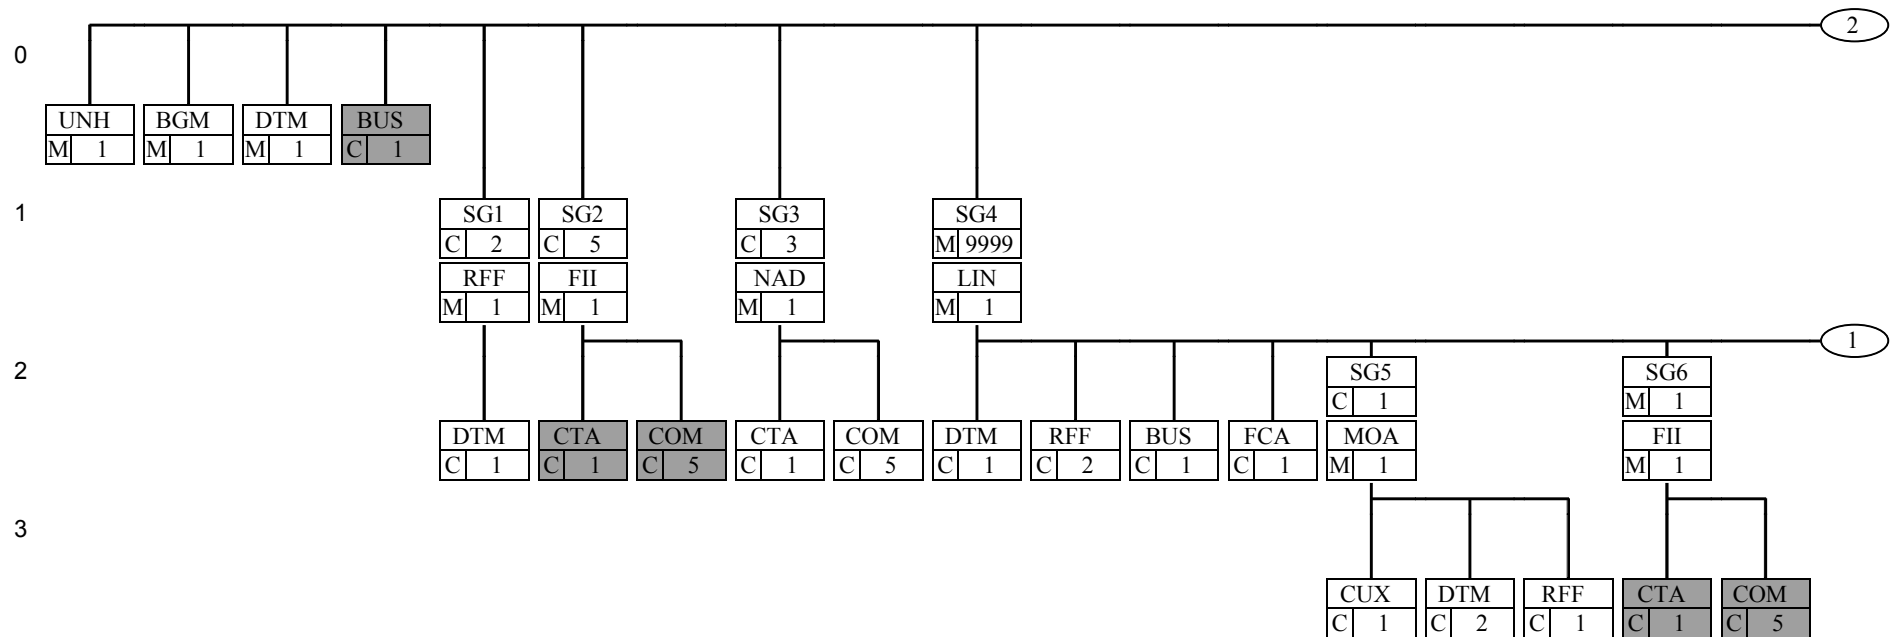 2
0
UNH BGM DTM BUS
M 1 M 1 M 1 C 1
1
SG1 SG2 SG3 SG4
C 2 C 5 C 3 M 9999
RFF FII NAD LIN
M 1 M 1 M 1 M 1
1
2
SG5 SG6
C 1 M 1
DTM CTA COM CTA COM DTM RFF BUS FCA MOA FII
C 1 C 1 C 5 C 1 C 5 C 1 C 2 C 1 C 1 M 1 M 1
3
CUX DTM RFF CTA COM
C 1 C 2 C 1 C 1 C 5